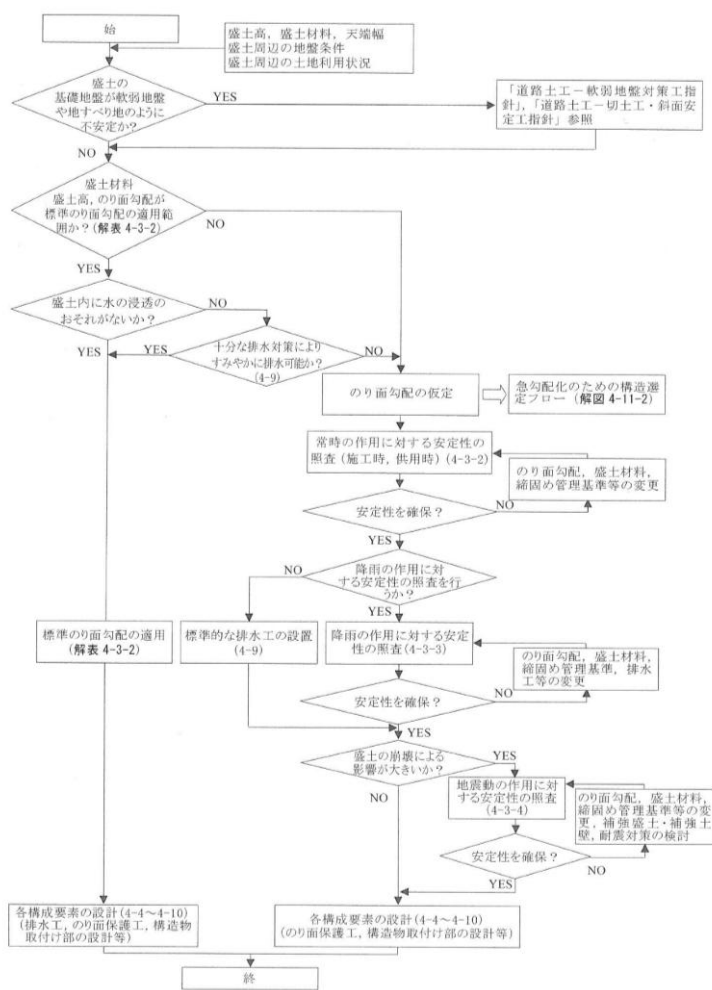 始
盛土高, 盛土材料, 天端幅
盛土周辺の地盤条件
盛土周辺の土地利用状況
盛土の
基礎地盤が軟弱地盤
や地すべり地のように
不安定か?
YES
「道路土工－軟弱地盤対策工指
針」,「道路土工－切土工・斜面安
定工指針」参照
NO
盛土材料
盛土高, のり面勾配が
標準のり面勾配の適用範
囲か?(解表 4-3-2)
NO
YES
盛土内に水の浸透の
おそれがないか?
NO
YES
YES
十分な排水対策により
すみやかに排水可能か?
(4-9)
NO
のり面勾配の仮定
急勾配化のための構造選
定フロー (解図 4-11-2)
常時の作用に対する安定性の
照査 (施工時, 供用時) (4-3-2)
のり面勾配, 盛土材料,
締固め管理基準等の変更
安定性を確保?
NO
YES
降雨の作用に対
する安定性の照査を行
うか?
NO
YES
標準のり面勾配の適用
(解表 4-3-2)
標準的な排水工の設置
(4-9)
降雨の作用に対する安定
性の照査(4-3-3)
のり面勾配, 盛土材料,
締固め管理基準, 排水
工等の変更
安定性を確保?
NO
YES
盛土の崩壊による
影響が大きいか?
YES
NO
地震動の作用に対
する安定性の照査
(4-3-4)
のり面勾配, 盛土材料,
締固め管理基準等の変
更, 補強盛土・補強土
壁, 耐震対策の検討
安定性を確保?
NO
YES
各構成要素の設計(4-4～4-10)
(排水工, のり面保護工, 構造物
取付け部の設計等)
各構成要素の設計(4-4～4-10)
(のり面保護工, 構造物取付け部の設計等)
終